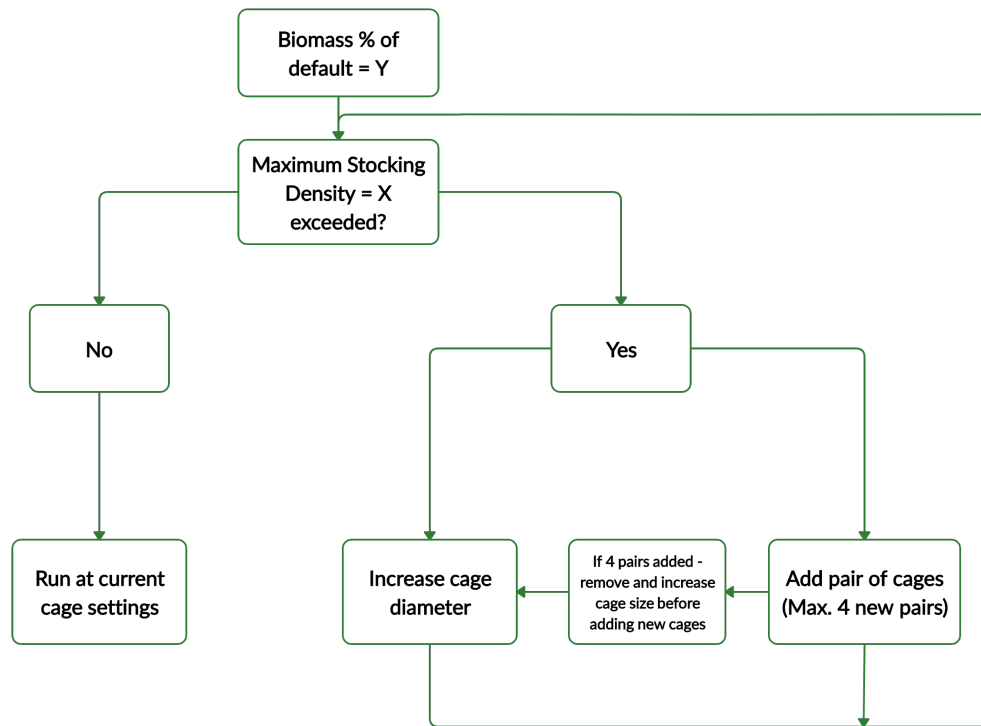 Biomass % of
default = Y
Maximum Stocking
Density = X
exceeded?
No
Yes
Run at current
cage settings
Increase cage
diameter
If 4 pairs added -
remove and increase
cage size before
adding new cages
Add pair of cages
(Max. 4 new pairs)